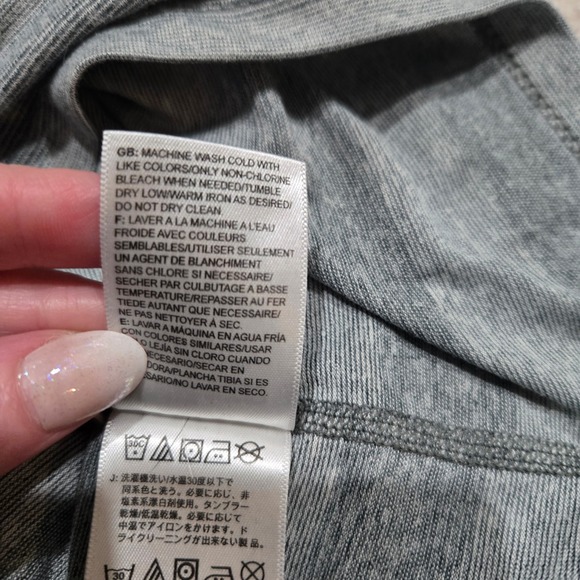 GB: MACHINE WASH COLD WITH
LIKE COLORS/ONLY NON-CHLORINE
BLEACH WHEN NEEDED/TUMBLE
DRY LOW/WARM IRON AS DESIRED/
DO NOT DRY CLEAN
F: LAVER A LA MACHINE A L'EAU
FROIDE AVEC COULEURS
SEMBLABLES/UTILISER SEULEMENT
UN AGENT DE BLANCHIMENT
SANS CHLORE SI NECESSAIRE/
SECHER PAR CULBUTAGE A BASSE
TEMPERATURE/REPASSER AU FER
TIEDE AUTANT QUE NECESSAIRE/
NE PAS NETTOYER Á SEC.
E: LAVAR A MÁQUINA EN AGUA FRÍA
CON COLORES SIMILARES/USAR
LO LEJÍA SIN CLORO CUANDO
NECESARIO/SECAR EN
DORA/PLANCHA TIBIA SI ES
RIO/NO LAVAR EN SECO.
30C
J: 洗濯機洗い/水温30度以下で
同系色と洗う。必要に応じ、非
塩素系漂白剤使用。タンブラー
乾燥/低温乾燥。必要に応じて
中温でアイロンをかけます。ド
ライクリーニングが出来ない製品。
30